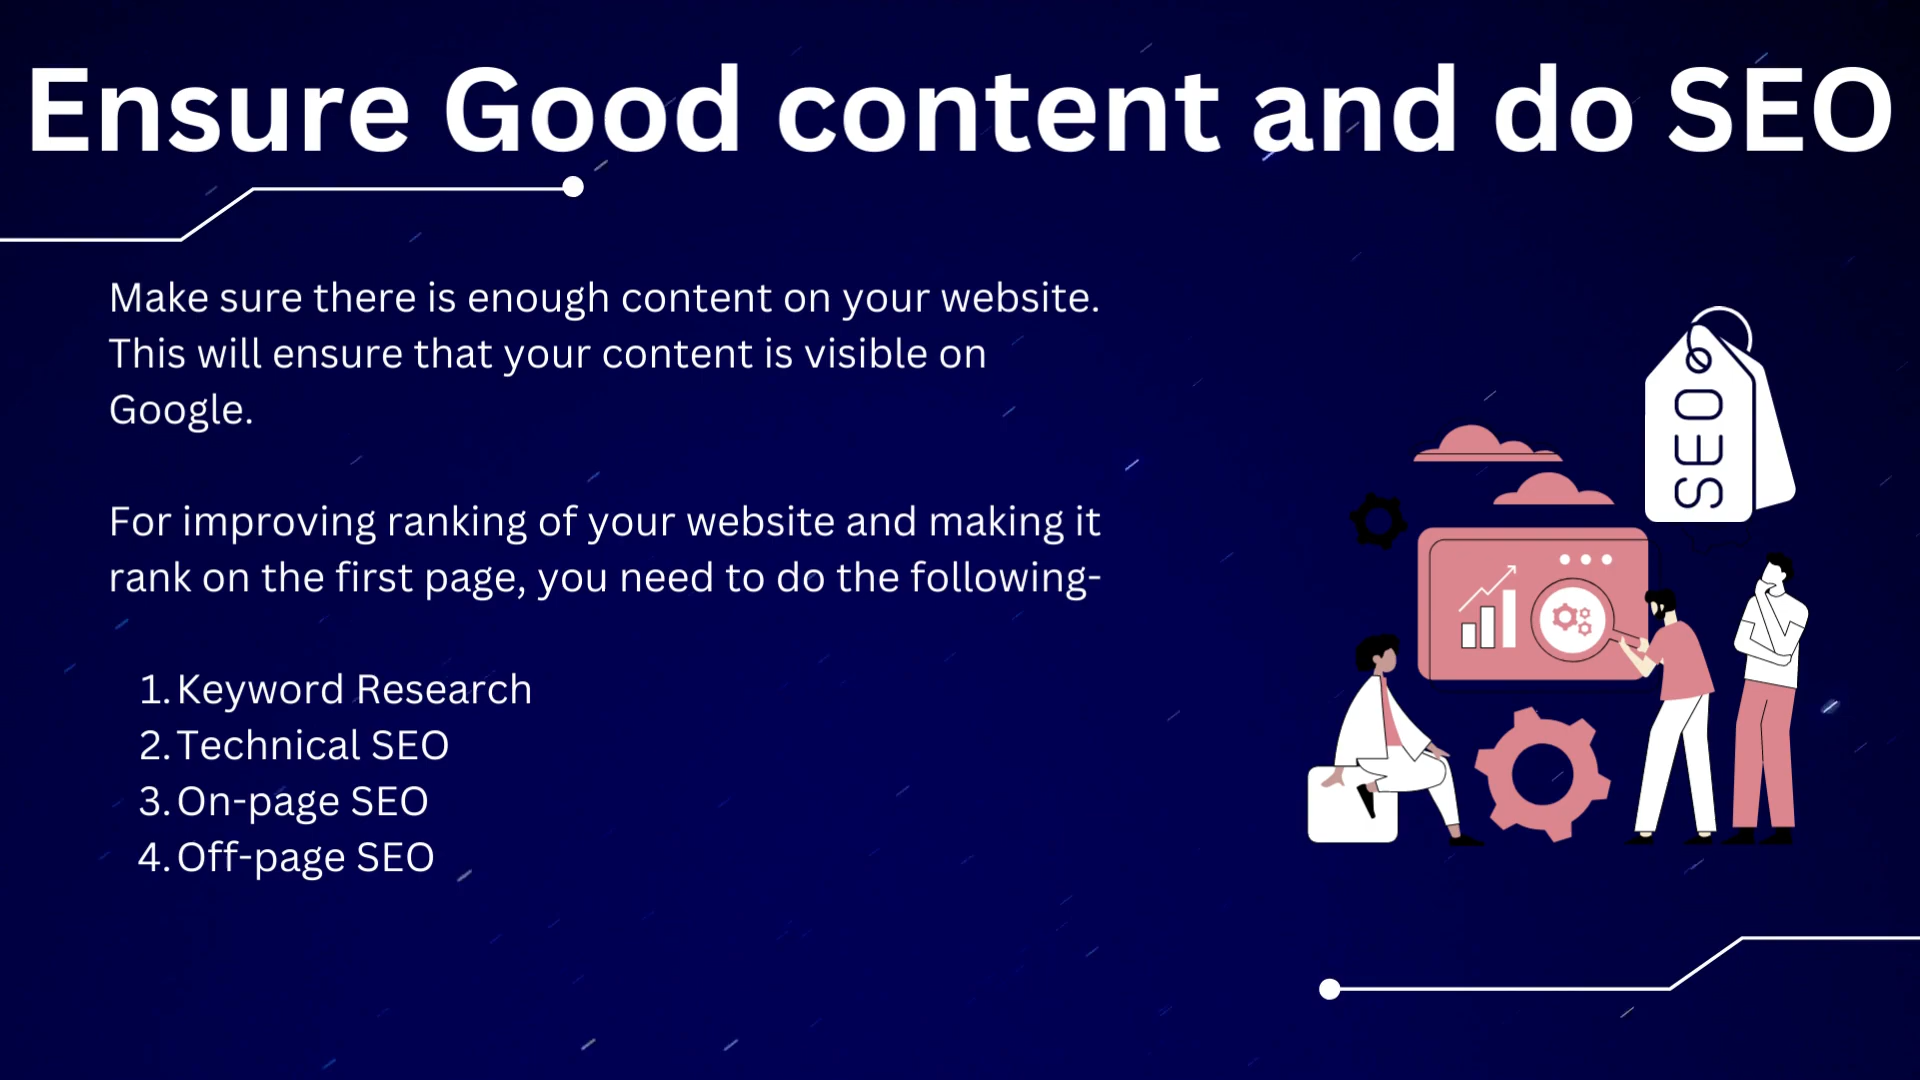 Ensure Good content and do SEO
Make sure there is enough content on your website.
This will ensure that your content is visible on
Google.
For improving ranking of your website and making it
rank on the first page, you need to do the following-
1. Keyword Research
2. Technical SEO
3. On-page SEO
4. Off-page SEO
SEO